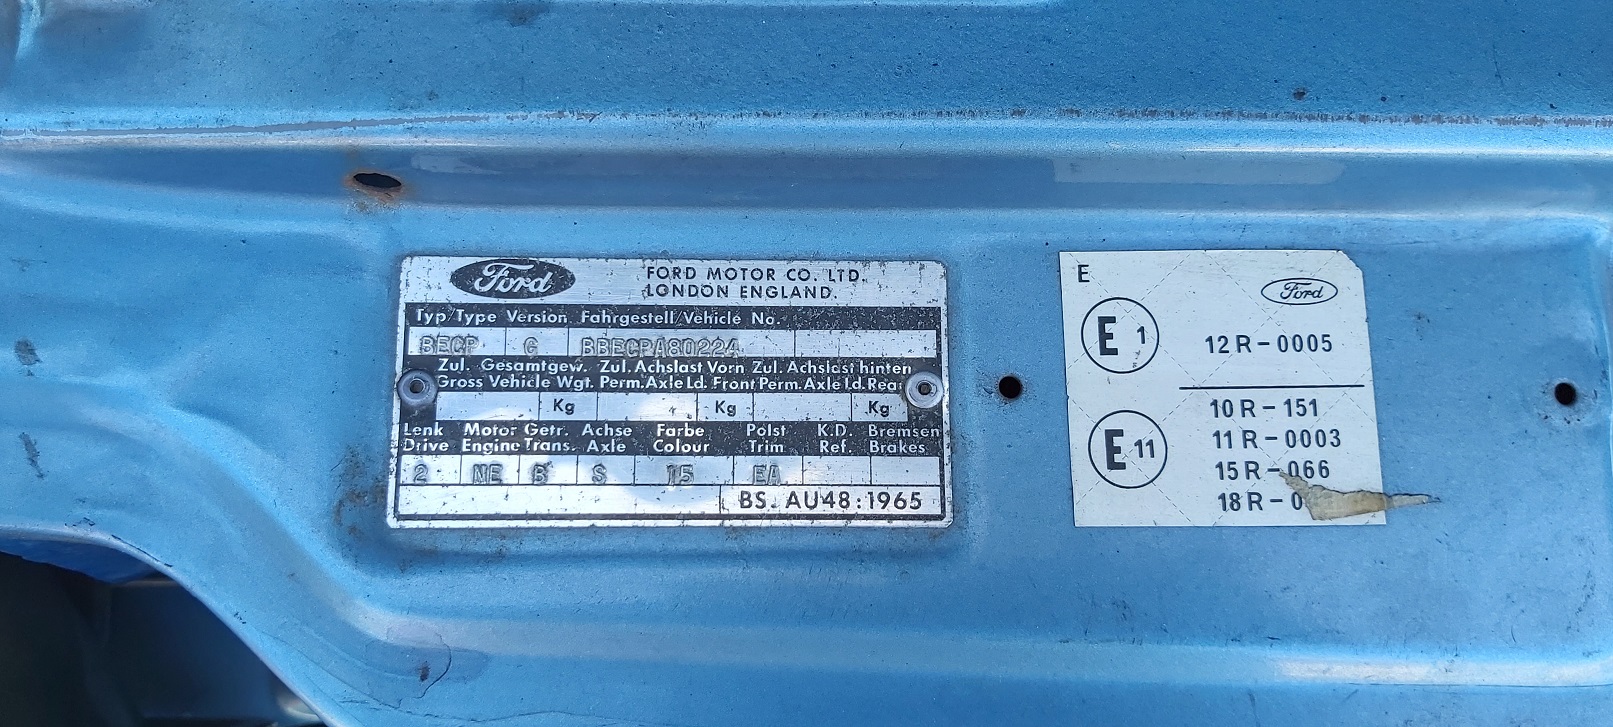 Ford
FORD MOTOR CO. LTD.
LONDON ENGLAND.
Typ/Type Version Fahrgestell/Vehicle No.
BECP G BBECPA80224
Zul. Gesamtgew. Zul. Achslast Vorn Zul. Achslast hinten
Gross Vehicle Wgt. Perm. Axle Ld. Front Perm. Axle Ld. Rear
Kg Kg Kg
Lenk Motor Getr. Achse Farbe Polst K.D. Bremsen
Drive Engine Trans. Axle Colour Trim Ref. Brakes
2 NE B S 15 EA
BS. AU48:1965
E
Ford
E 1
12 R-0005
10 R-151
11 R-0003
E 11
15 R-066
18 R-0